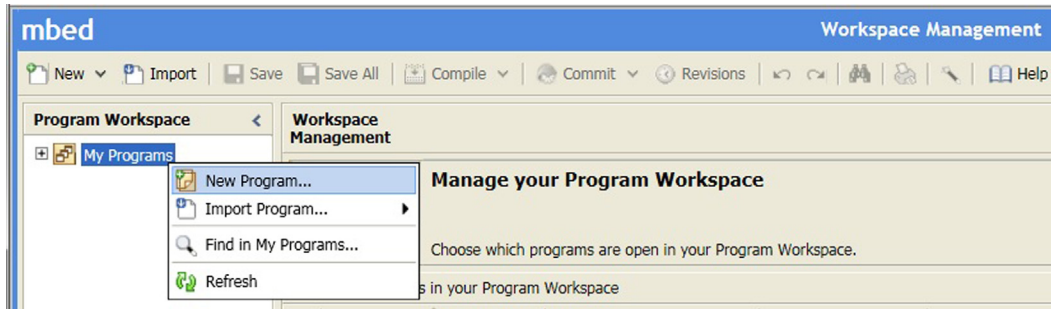 mbed Workspace Management
New Import Save Save All Compile Commit Revisions Help
Program Workspace
Workspace
Management
My Programs
New Program...
Import Program...
Find in My Programs...
Refresh
Manage your Program Workspace
Choose which programs are open in your Program Workspace.
s in your Program Workspace